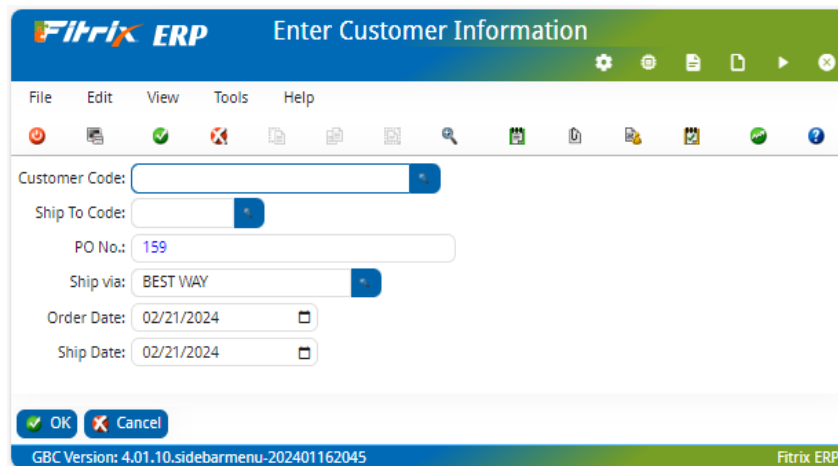 Fitrix ERP Enter Customer Information
File Edit View Tools Help
Customer Code:
Ship To Code:
PO No.: 159
Ship via: BEST WAY
Order Date: 02/21/2024
Ship Date: 02/21/2024
OK Cancel
GBC Version: 4.01.10.sidebarmenu-202401162045 Fitrix ERP